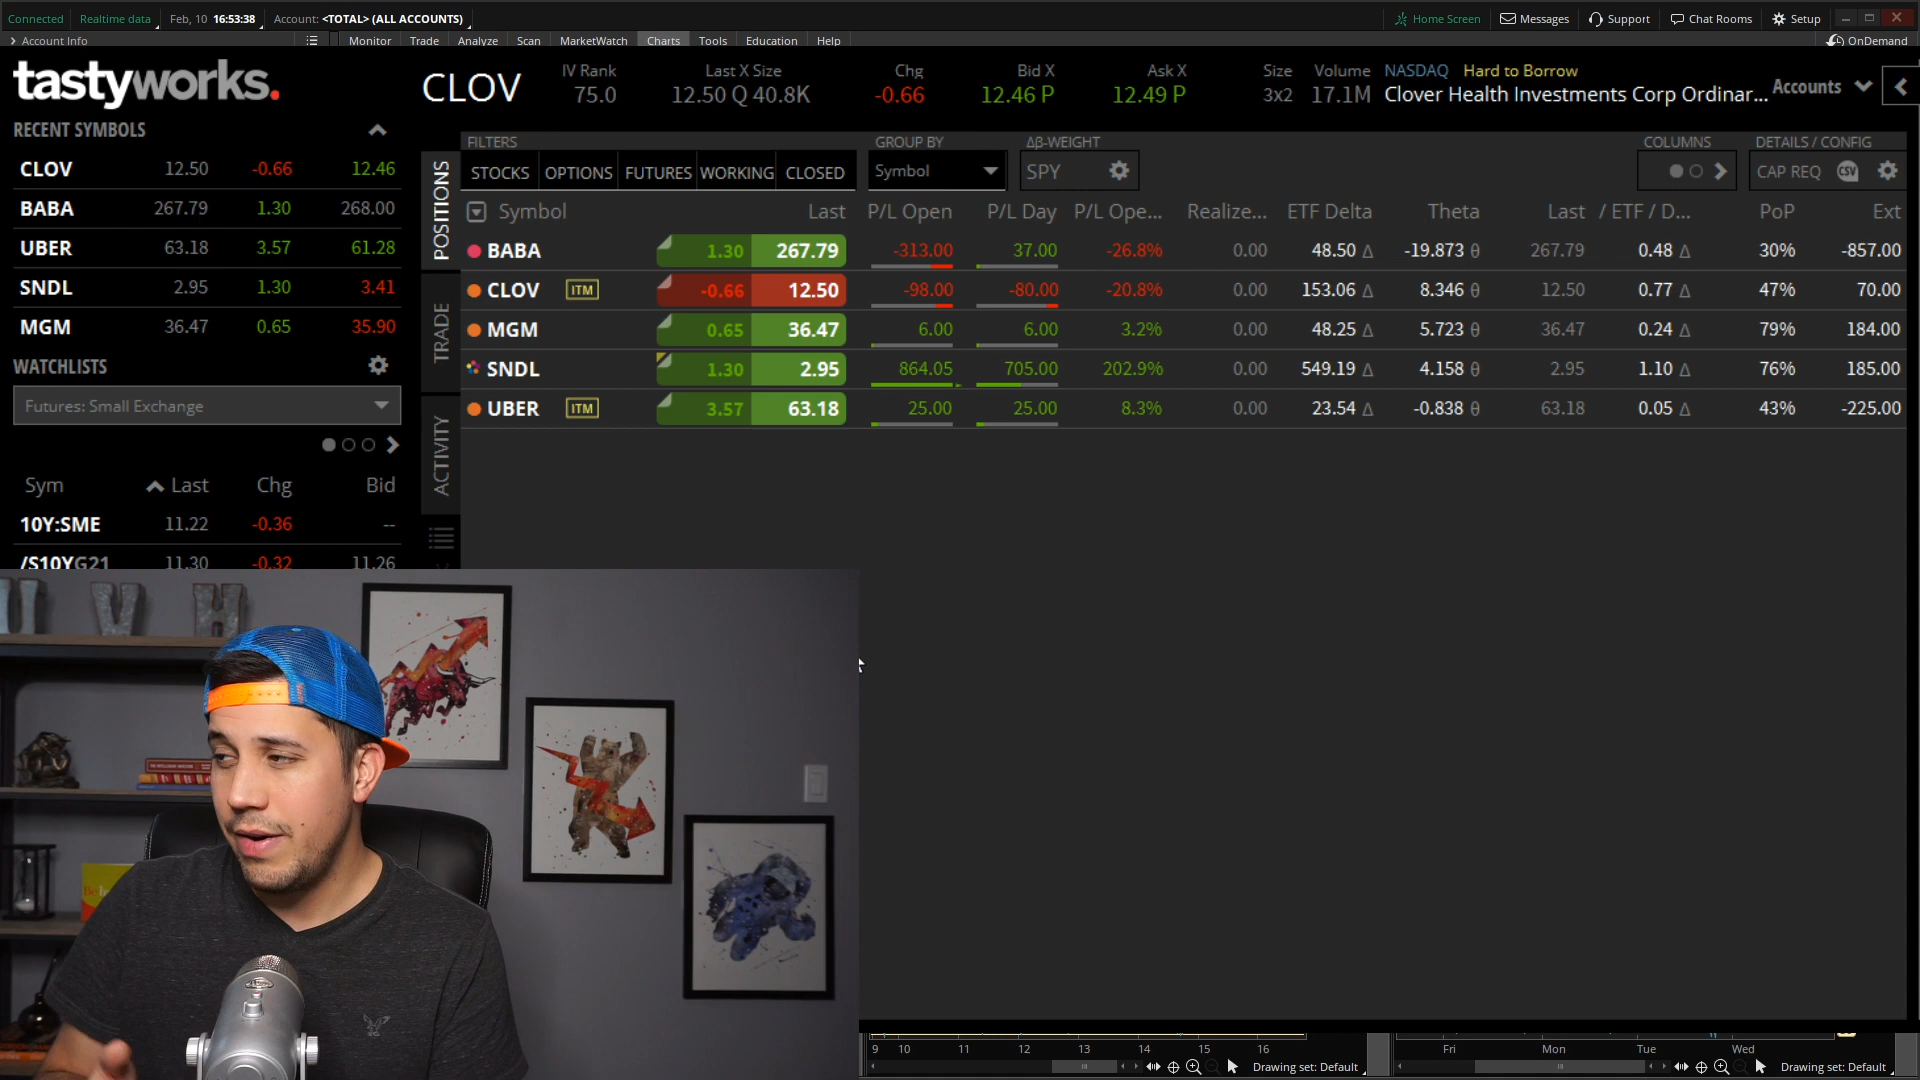 Connected Realtime data Feb, 10 16:53:38 Account: <TOTAL> (ALL ACCOUNTS) Home Screen Messages Support Chat Rooms Setup
Account Info Monitor Trade Analyze Scan MarketWatch Charts Tools Education Help OnDemand
tastyworks.
CLOV
IV Rank Last X Size Chg Bid X Ask X Size Volume NASDAQ Hard to Borrow
75.0 12.50 Q 40.8K -0.66 12.46 P 12.49 P 3x2 17.1M Clover Health Investments Corp Ordinar... Accounts
RECENT SYMBOLS
CLOV 12.50 -0.66 12.46
BABA 267.79 1.30 268.00
UBER 63.18 3.57 61.28
SNDL 2.95 1.30 3.41
MGM 36.47 0.65 35.90
WATCHLISTS
Futures: Small Exchange
Sym Last Chg Bid
10Y:SME 11.22 -0.36 --
/S10YG21 11.30 -0.32 11.26
POSITIONS
TRADE
ACTIVITY
FILTERS GROUP BY Δβ-WEIGHT COLUMNS DETAILS / CONFIG
STOCKS OPTIONS FUTURES WORKING CLOSED Symbol SPY CAP REQ CSV
Symbol Last P/L Open P/L Day P/L Ope... Realize... ETF Delta Theta Last / ETF / D... PoP Ext
BABA 1.30 267.79 -313.00 37.00 -26.8% 0.00 48.50 Δ -19.873 θ 267.79 0.48 Δ 30% -857.00
CLOV ITM -0.66 12.50 -98.00 -80.00 -20.8% 0.00 153.06 Δ 8.346 θ 12.50 0.77 Δ 47% 70.00
MGM 0.65 36.47 6.00 6.00 3.2% 0.00 48.25 Δ 5.723 θ 36.47 0.24 Δ 79% 184.00
SNDL 1.30 2.95 864.05 705.00 202.9% 0.00 549.19 Δ 4.158 θ 2.95 1.10 Δ 76% 185.00
UBER ITM 3.57 63.18 25.00 25.00 8.3% 0.00 23.54 Δ -0.838 θ 63.18 0.05 Δ 43% -225.00
V H
9 10 11 12 13 14 15 16 Fri Mon Tue Wed
Drawing set: Default Drawing set: Default